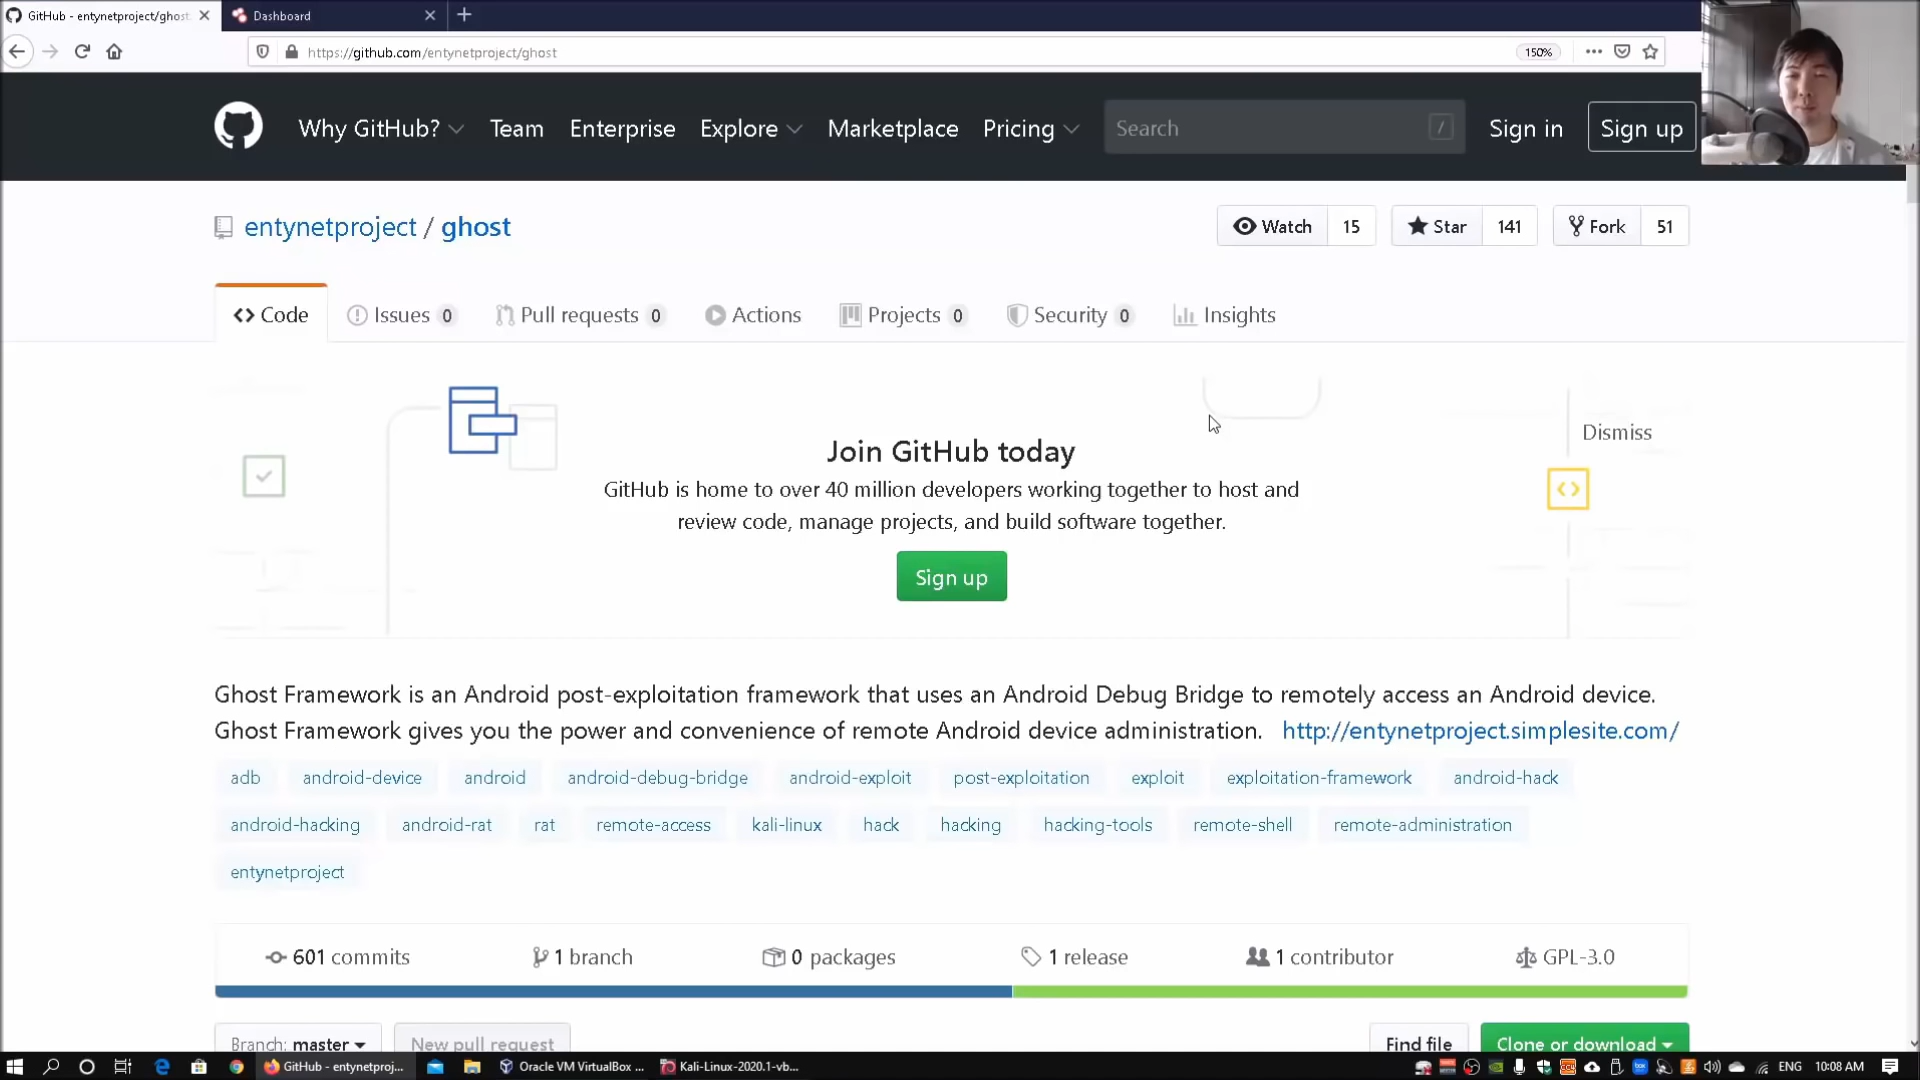 GitHub - entynetproject/ghost
Dashboard
https://github.com/entynetproject/ghost
150%
Why GitHub? Team Enterprise Explore Marketplace Pricing Search / Sign in Sign up
entynetproject / ghost
Watch 15 Star 141 Fork 51
Code Issues 0 Pull requests 0 Actions Projects 0 Security 0 Insights
Dismiss
Join GitHub today
GitHub is home to over 40 million developers working together to host and
review code, manage projects, and build software together.
Sign up
Ghost Framework is an Android post-exploitation framework that uses an Android Debug Bridge to remotely access an Android device.
Ghost Framework gives you the power and convenience of remote Android device administration. http://entynetproject.simplesite.com/
adb android-device android android-debug-bridge android-exploit post-exploitation exploit exploitation-framework android-hack
android-hacking android-rat rat remote-access kali-linux hack hacking hacking-tools remote-shell remote-administration
entynetproject
601 commits 1 branch 0 packages 1 release 1 contributor GPL-3.0
Branch: master New pull request Find file Clone or download
GitHub - entynetproj... Oracle VM VirtualBox ... Kali-Linux-2020.1-vb... ENG 10:08 AM